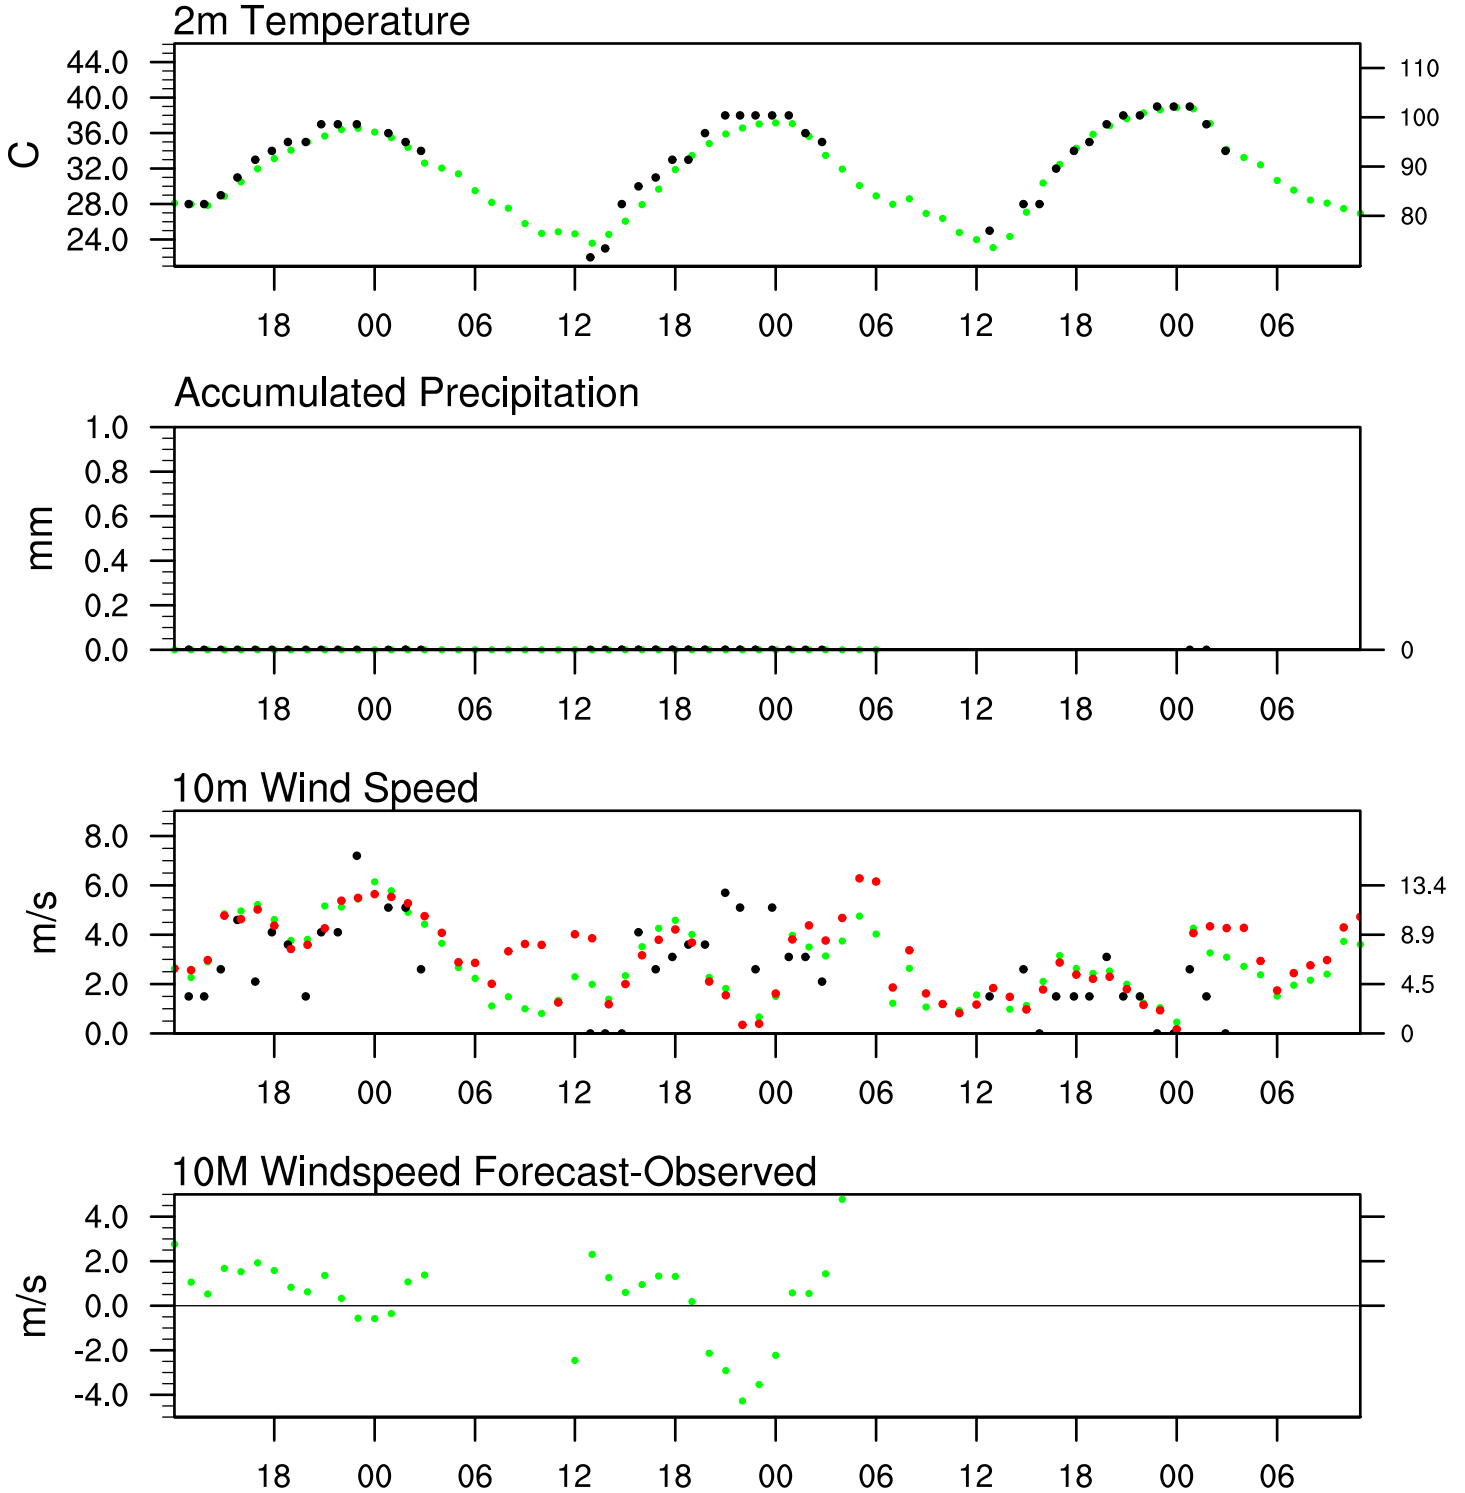 2m Temperature
44.0
40.0
36.0
32.0
28.0
24.0
C
110
100
90
80
18 00 06 12 18 00 06 12 18 00 06
Accumulated Precipitation
1.0
0.8
0.6
0.4
0.2
0.0
mm
0
18 00 06 12 18 00 06 12 18 00 06
10m Wind Speed
8.0
6.0
4.0
2.0
0.0
m/s
13.4
8.9
4.5
0
18 00 06 12 18 00 06 12 18 00 06
10M Windspeed Forecast-Observed
4.0
2.0
0.0
-2.0
-4.0
m/s
18 00 06 12 18 00 06 12 18 00 06